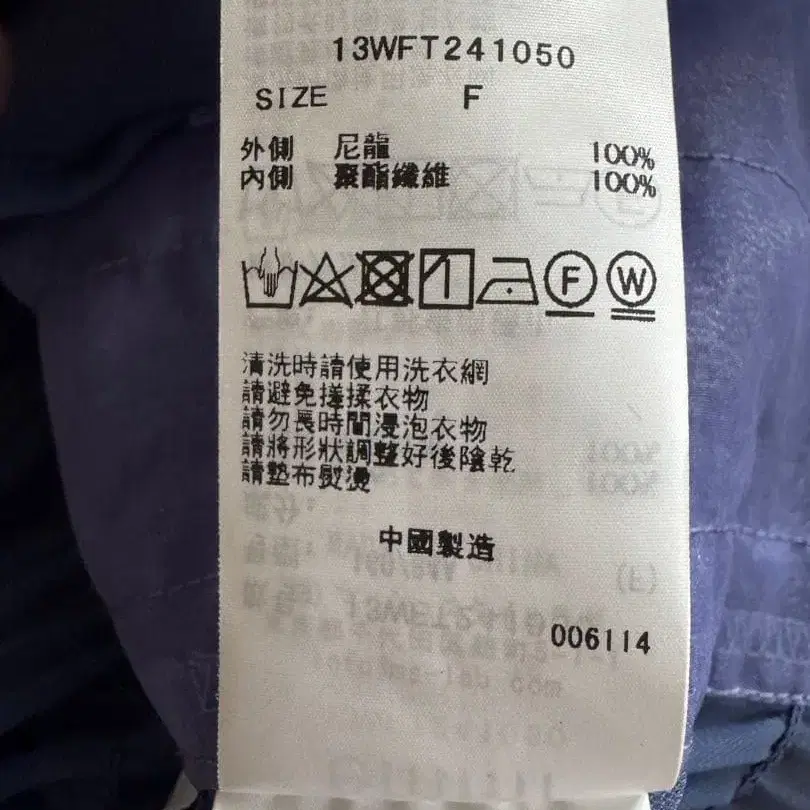 13WFT241050
SIZE F
外側 尼龍 100%
內側 聚酯纖維 100%
F W
清洗時請使用洗衣網
請避免搓揉衣物
請勿長時間浸泡衣物
請將形狀調整好後陰乾
請墊布熨燙
中國製造
006114